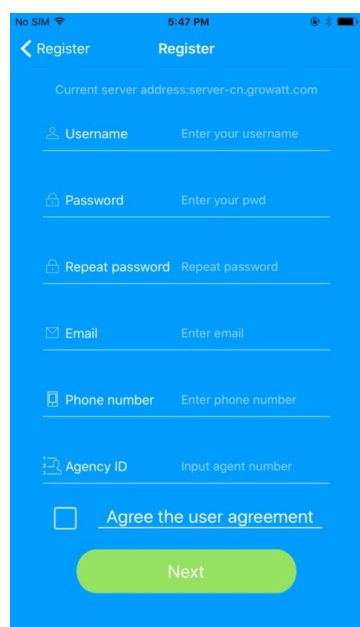 No SIM 5:47 PM
Register Register
Current server address:server-cn.growatt.com
Username Enter your username
Password Enter your pwd
Repeat password Repeat password
Email Enter email
Phone number Enter phone number
Agency ID Input agent number
Agree the user agreement
Next